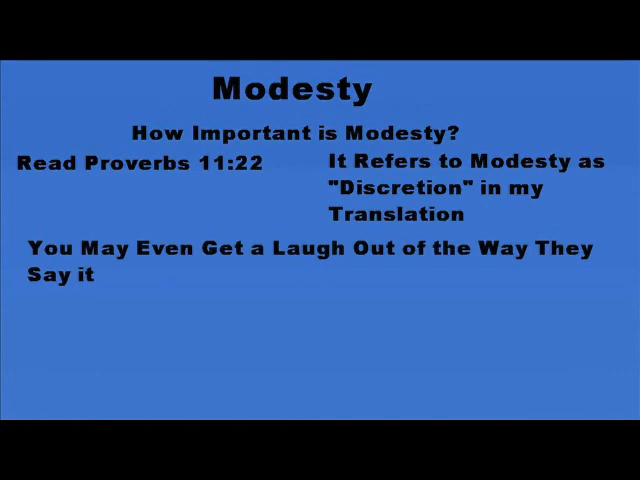 Modesty
How Important is Modesty?
Read Proverbs 11:22
It Refers to Modesty as
"Discretion" in my
Translation
You May Even Get a Laugh Out of the Way They
Say it